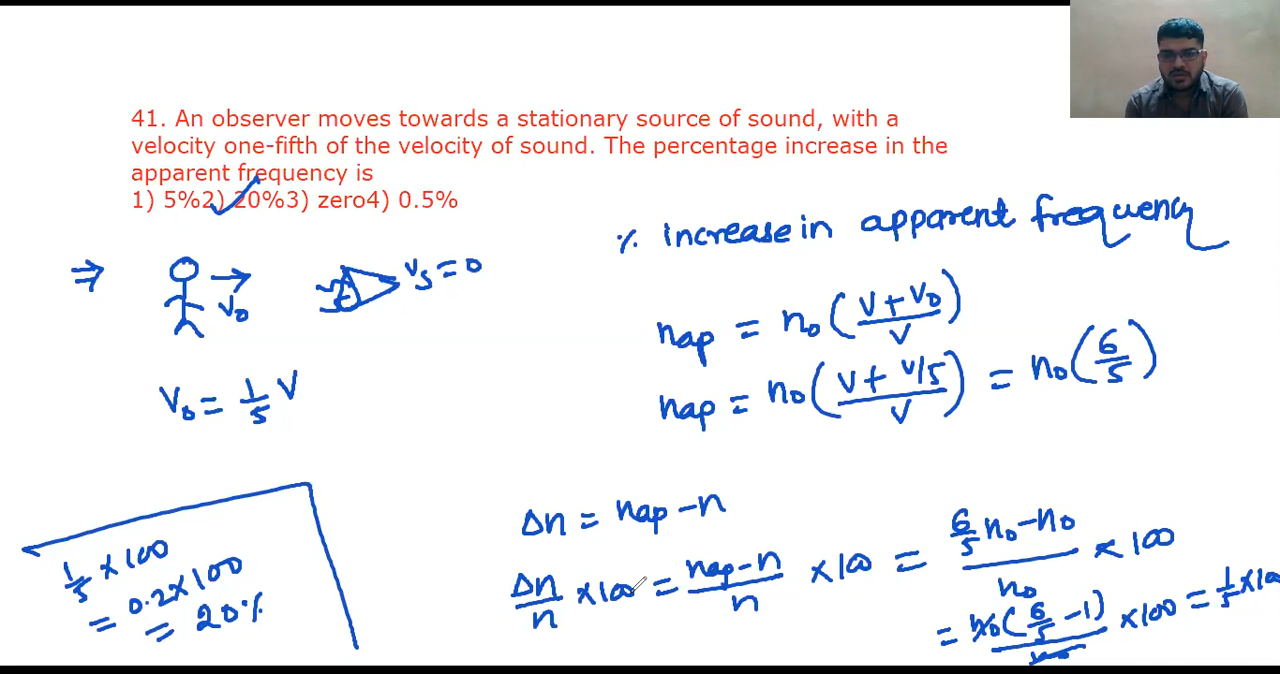 41. An observer moves towards a stationary source of sound, with a
velocity one-fifth of the velocity of sound. The percentage increase in the
apparent frequency is
1) 5%2) 20%3) zero4) 0.5%
% increase in apparent frequency
⇒ V₀ → Vs = 0
nap = n₀ ((V + V₀)/V)
V₀ = 1/5 V
nap = n₀ ((V + V/5)/V) = n₀ (6/5)
Δn = nap - n
Δn/n × 100 = (nap - n)/n × 100 = (6/5 n₀ - n₀)/n₀ × 100
= n₀(6/5 - 1)/n₀ × 100 = 1/5 × 100
1/5 × 100
= 0.2 × 100
= 20%